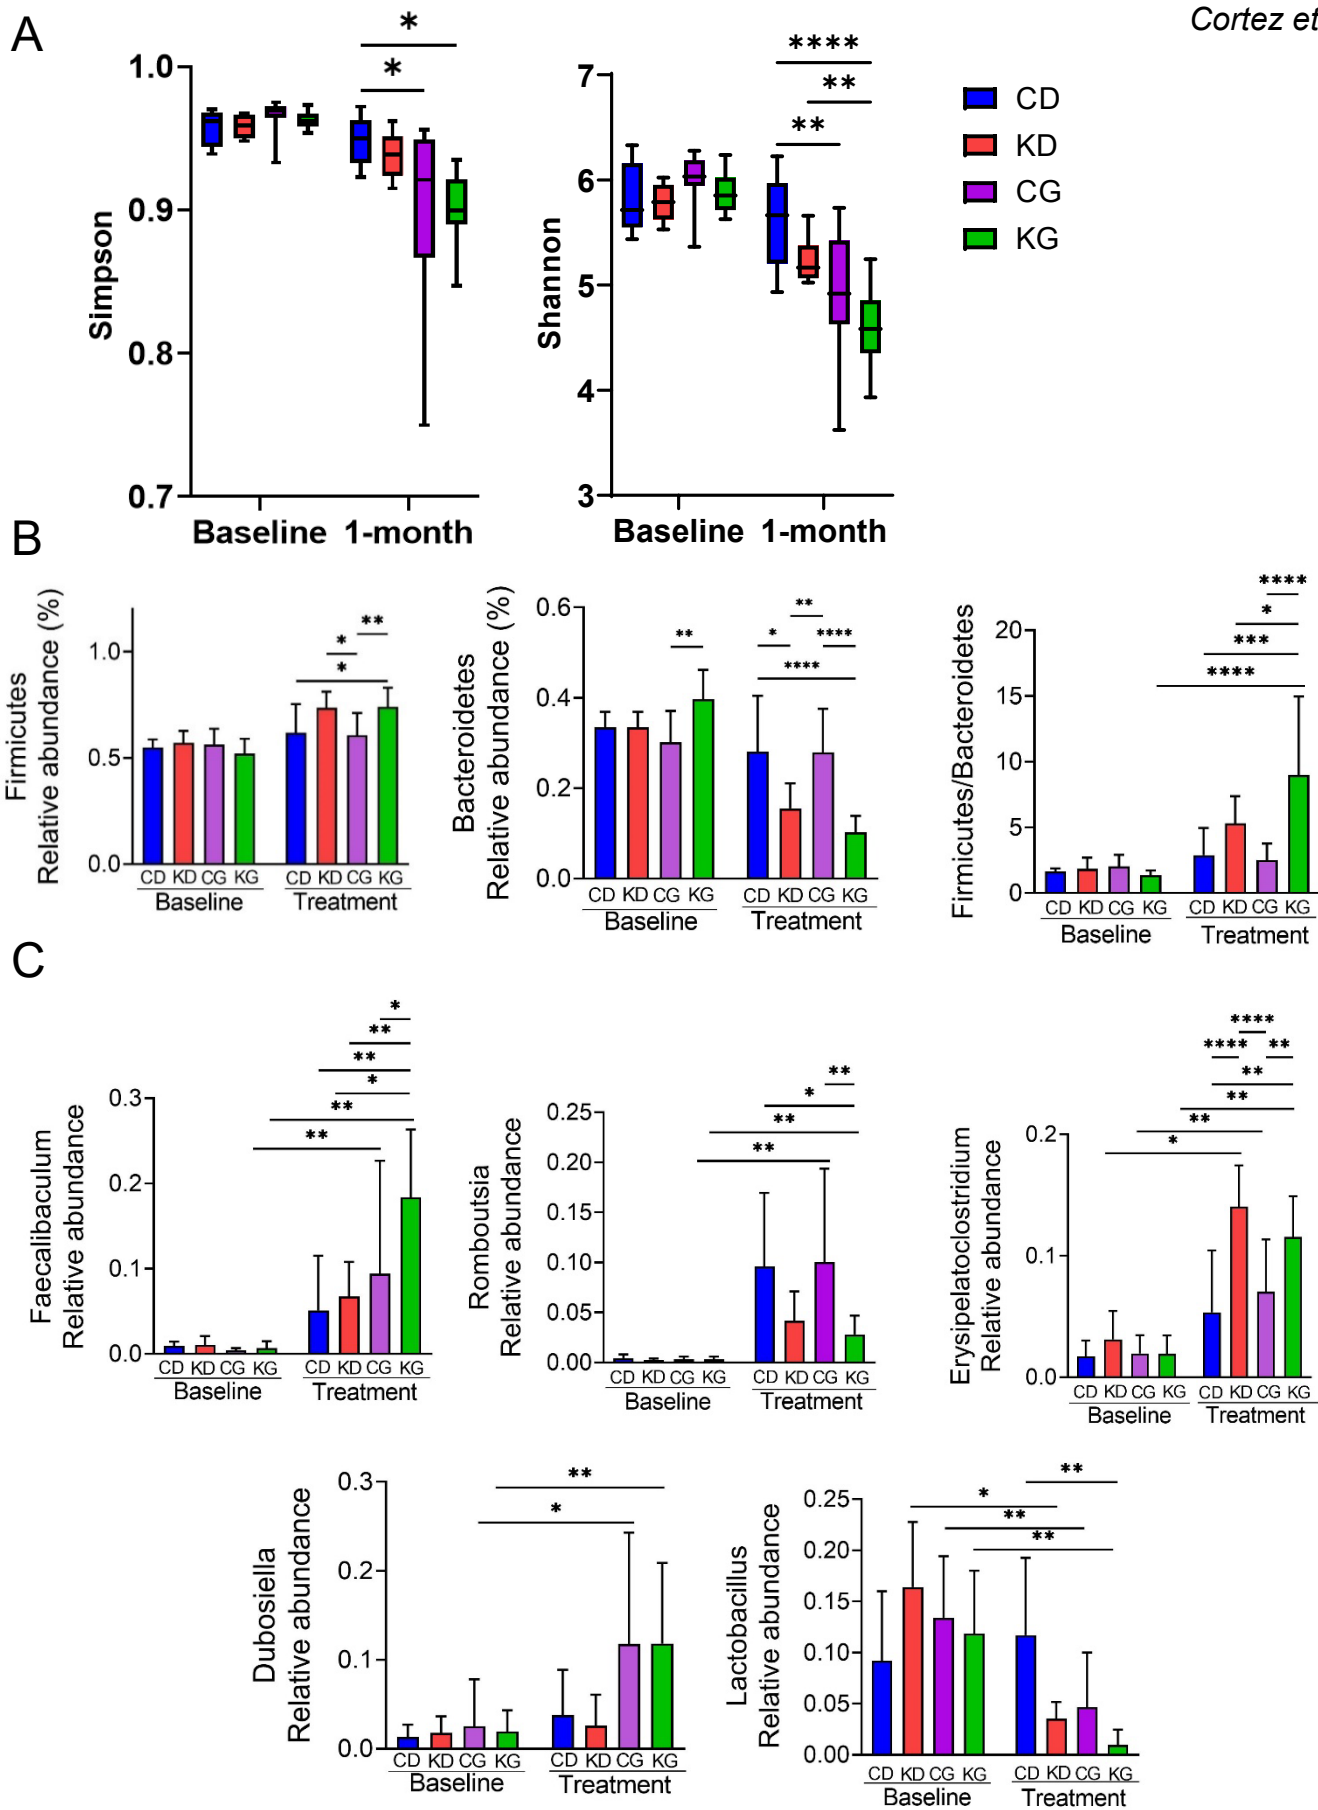 A
Cortez et
*
*
1.0
0.9
0.8
0.7
Simpson
Baseline 1-month
****
**
**
7
6
5
4
3
Shannon
Baseline 1-month
CD
KD
CG
KG
B
Firmicutes
Relative abundance (%)
1.0
0.5
0.0
**
*
*
CD KD CG KG CD KD CG KG
Baseline Treatment
Bacteroidetes
Relative abundance (%)
0.6
0.4
0.2
0.0
**
**
* ****
****
CD KD CG KG CD KD CG KG
Baseline Treatment
Firmicutes/Bacteroidetes
20
15
10
5
0
****
*
***
****
CD KD CG KG CD KD CG KG
Baseline Treatment
C
Faecalibaculum
Relative abundance
0.3
0.2
0.1
0.0
*
**
**
*
**
**
CD KD CG KG CD KD CG KG
Baseline Treatment
Romboutsia
Relative abundance
0.25
0.20
0.15
0.10
0.05
0.00
**
*
**
**
CD KD CG KG CD KD CG KG
Baseline Treatment
Erysipelatoclostridium
Relative abundance
0.2
0.1
0.0
****
**** **
**
**
**
*
CD KD CG KG CD KD CG KG
Baseline Treatment
Dubosiella
Relative abundance
0.3
0.2
0.1
0.0
**
*
CD KD CG KG CD KD CG KG
Baseline Treatment
Lactobacillus
Relative abundance
0.25
0.20
0.15
0.10
0.05
0.00
**
*
**
**
CD KD CG KG CD KD CG KG
Baseline Treatment